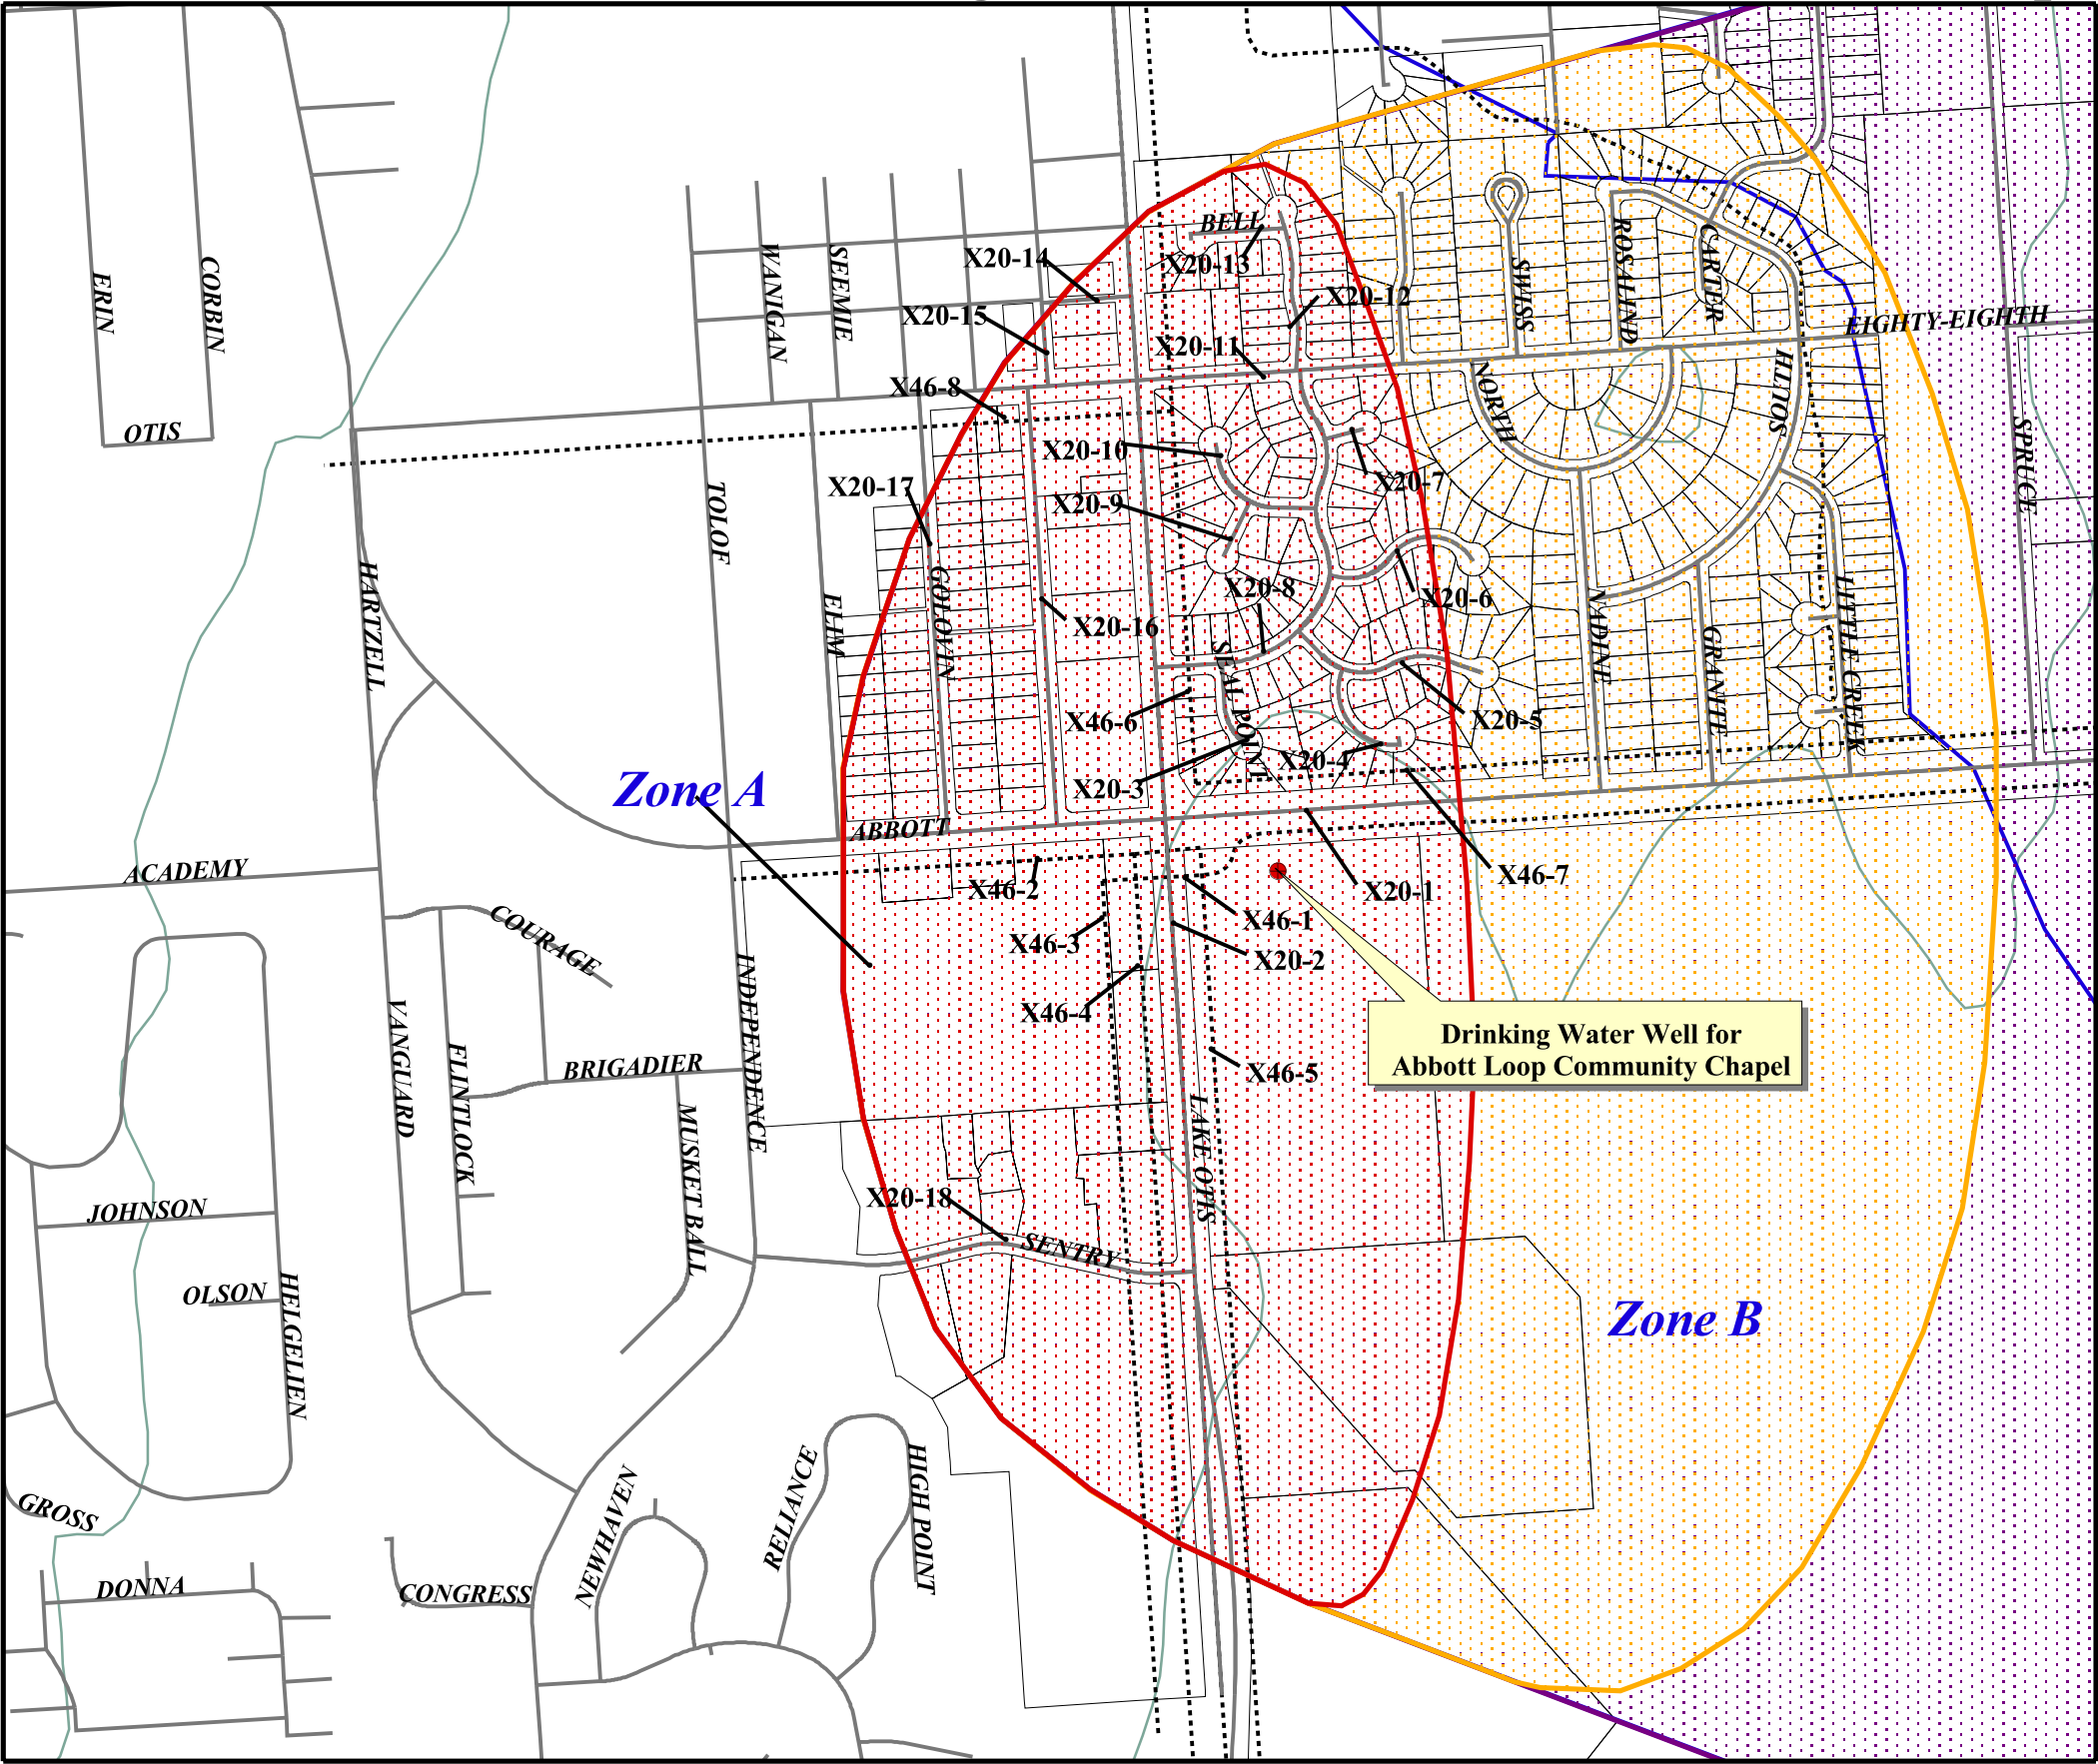 BELL
X20-14
X20-13
WANIGAN
SEEMIE
ERIN
CORBIN
SWISS
ROSALIND
CARTER
X20-12
X20-15
EIGHTY-EIGHTH
X20-11
X46-8
NORTH
HILLTOS
OTIS
X20-10
X20-7
X20-17
X20-9
TOLOF
SPRUCE
HARTZELL
ELIM
GOLOVIN
X20-8
X20-6
X20-16
NADINE
GRANITE
LITTLE CREEK
SEAL POINT
X46-6
X20-5
X20-4
X20-3
Zone A
ABBOTT
ACADEMY
X46-2
X20-1
X46-7
COURAGE
X46-1
X46-3
X20-2
INDEPENDENCE
X46-4
VANGUARD
FLINTLOCK
BRIGADIER
Drinking Water Well for
Abbott Loop Community Chapel
X46-5
MUSKET BALL
LAKE OTIS
X20-18
JOHNSON
SENTRY
OLSON
HELGELIEN
Zone B
GROSS
NEWHAVEN
RELIANCE
HIGH POINT
DONNA
CONGRESS